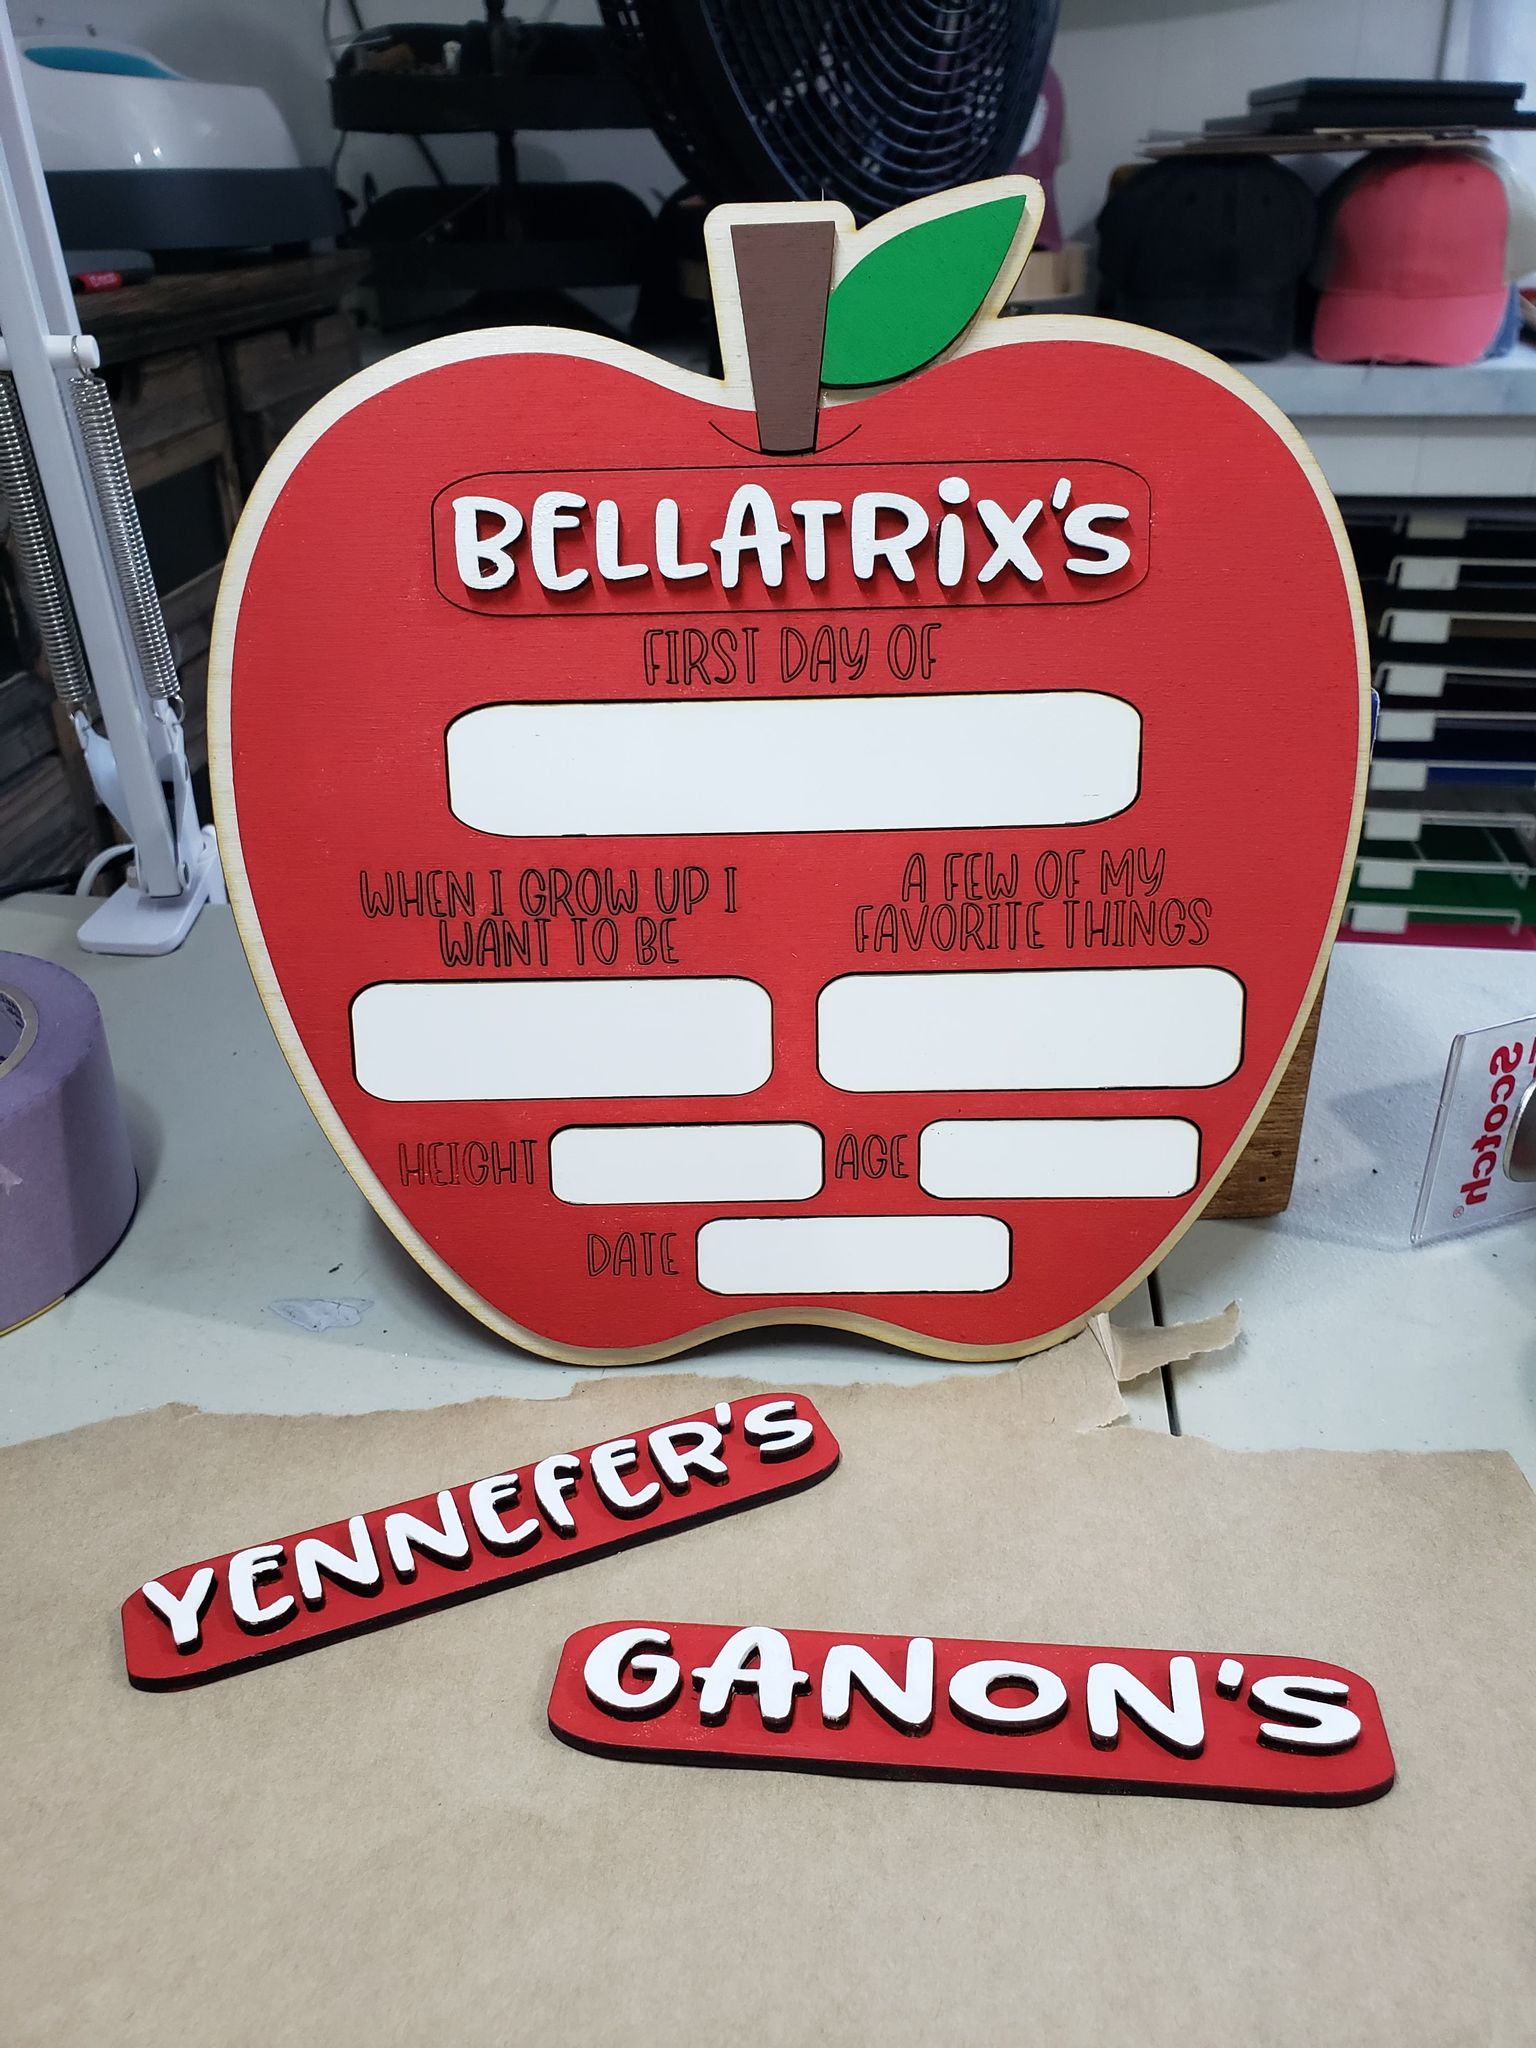 BELLATRiX'S
FIRST DAY OF
WHEN I GROW UP I
WANT TO BE
A FEW OF MY
FAVORITE THINGS
HEIGHT
AGE
DATE
YENNEFER'S
GANON'S
Scotch®